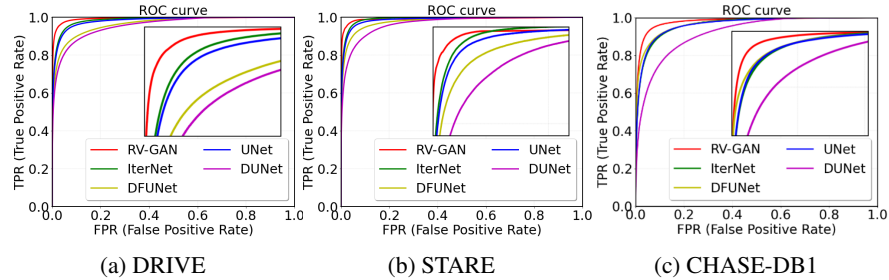 ROC curve
TPR (True Positive Rate)
1.0
0.8
0.6
0.4
0.2
0.0
RV-GAN UNet
IterNet DUNet
DFUNet
0.0 0.2 0.4 0.6 0.8 1.0
FPR (False Positive Rate)
(a) DRIVE
ROC curve
TPR (True Positive Rate)
1.0
0.8
0.6
0.4
0.2
0.0
RV-GAN UNet
IterNet DUNet
DFUNet
0.0 0.2 0.4 0.6 0.8 1.0
FPR (False Positive Rate)
(b) STARE
ROC curve
TPR (True Positive Rate)
1.0
0.8
0.6
0.4
0.2
0.0
RV-GAN UNet
IterNet DUNet
DFUNet
0.0 0.2 0.4 0.6 0.8 1.0
FPR (False Positive Rate)
(c) CHASE-DB1